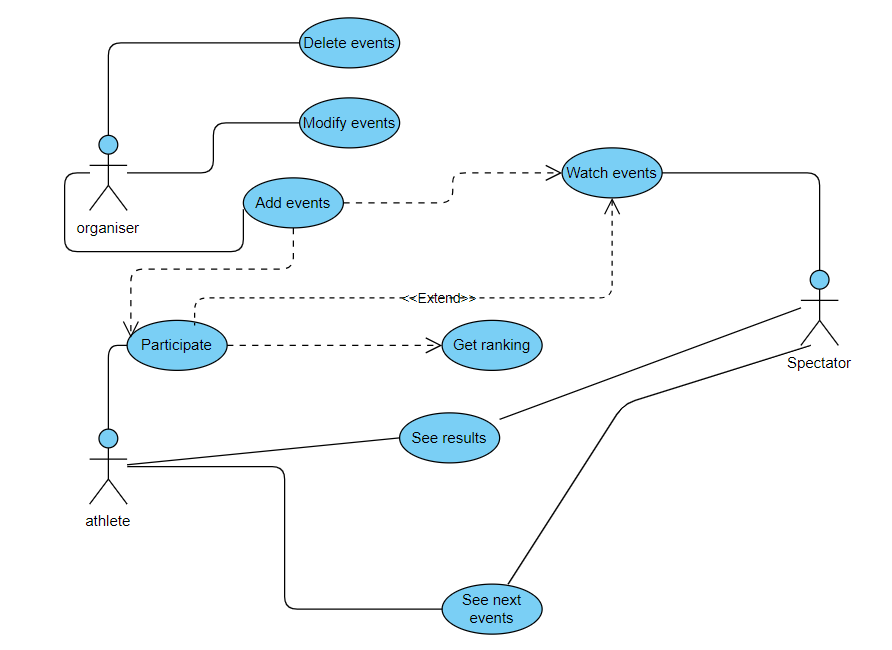 Delete events
Modify events
Watch events
Add events
organiser
<<Extend>>
Participate
Get ranking
Spectator
See results
athlete
See next
events